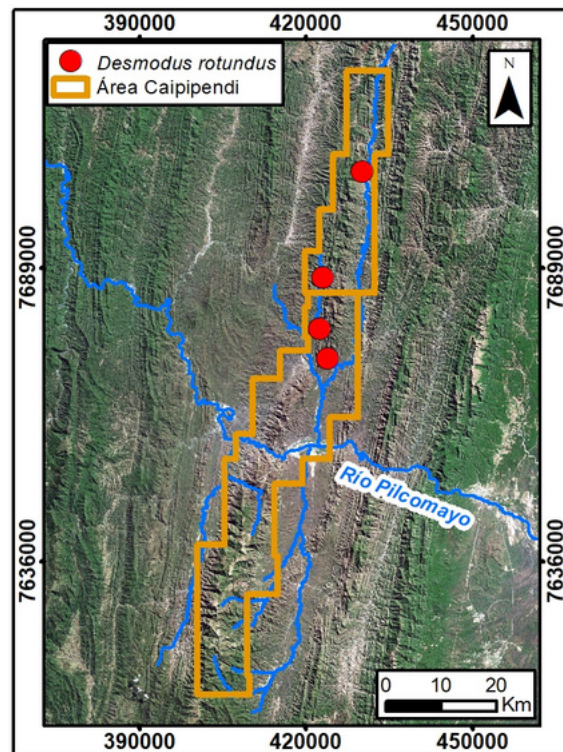 390000 420000 450000
Desmodus rotundus
Área Caipipendi
N
7689000 7689000
Río Pilcomayo
7636000 7636000
0 10 20
Km
390000 420000 450000